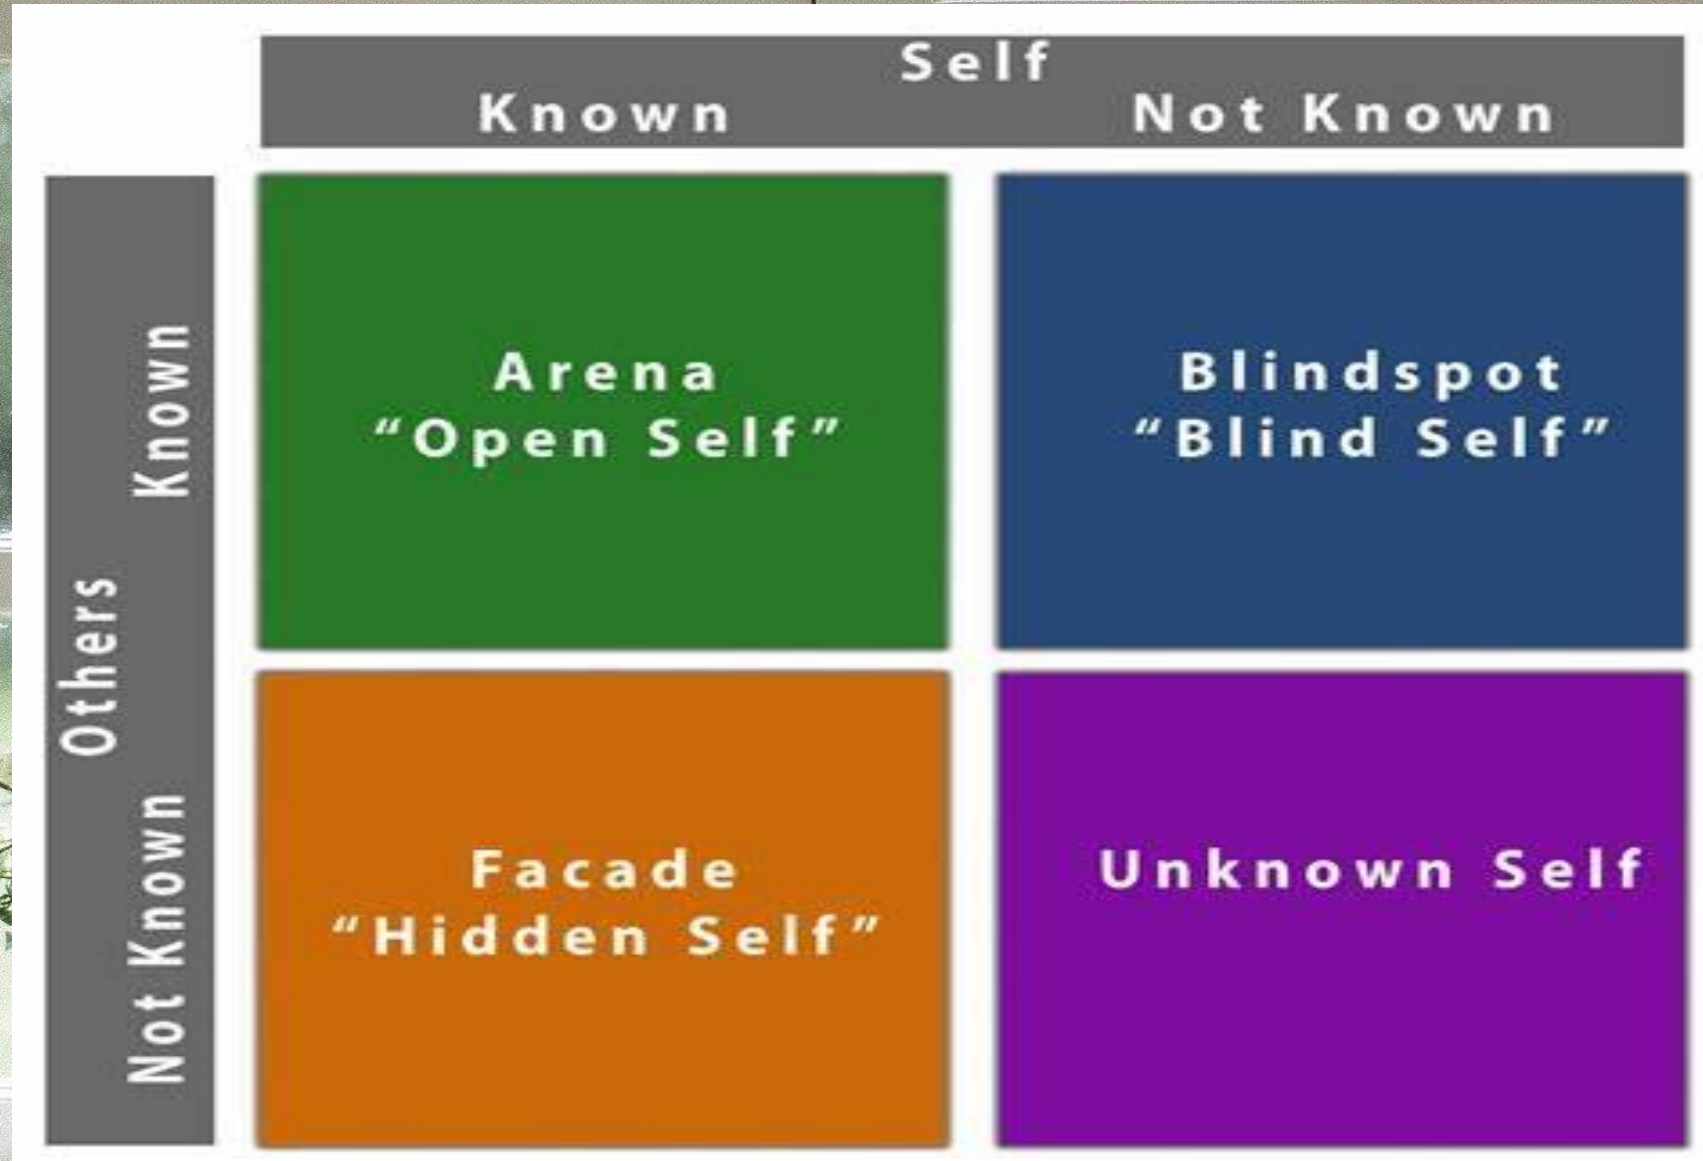 Self
Known Not Known
Others
Known
Not Known
Arena
“Open Self”
Blindspot
“Blind Self”
Facade
“Hidden Self”
Unknown Self